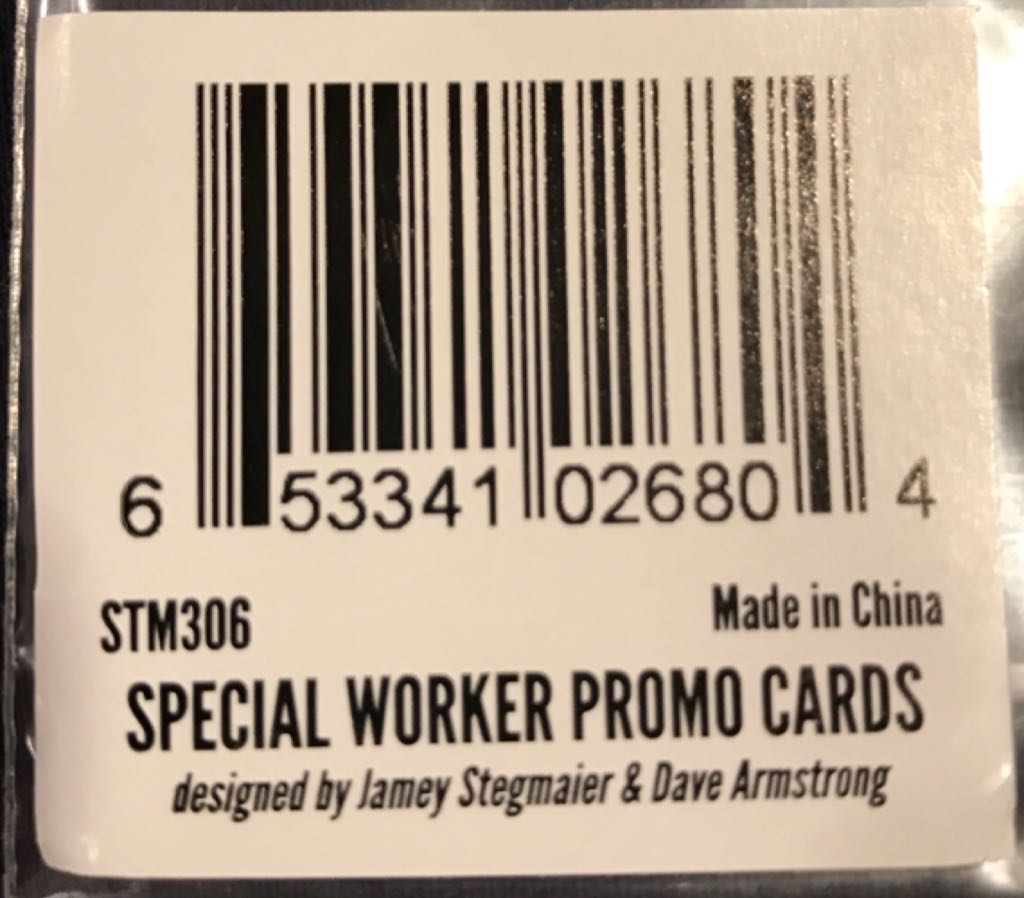 6 53341 02680 4
STM306 Made in China
SPECIAL WORKER PROMO CARDS
designed by Jamey Stegmaier & Dave Armstrong